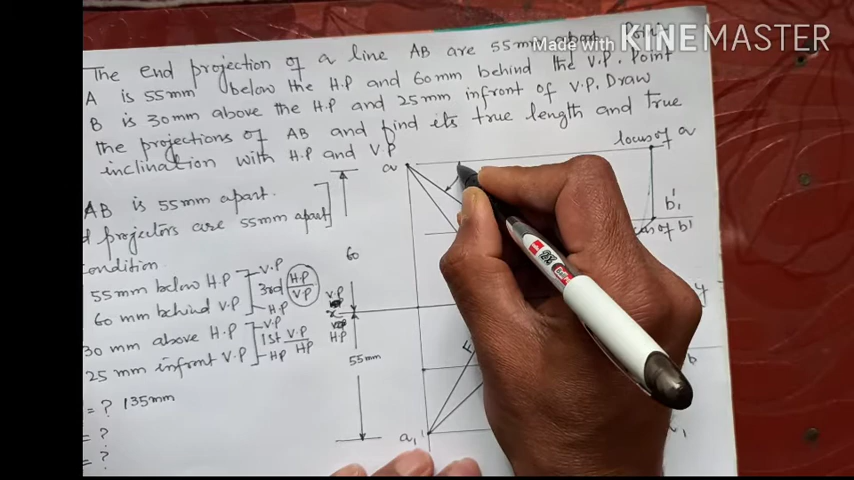 Made with KINEMASTER
The end projection of a line AB are 55mm apart. Point
A is 55mm below the H.P and 60mm behind the V.P. Point
B is 30mm above the H.P and 25mm infront of V.P. Draw
the projections of AB and find its true length and true
inclination with H.P and V.P
AB is 55mm apart.
projectors are 55mm apart
condition
55mm below H.P
60 mm behind V.P
V.P
3rd H.P
V.P
H.P
30 mm above H.P
25 mm infront V.P
V.P
1st V.P
HP
HP
= ? 135mm
= ?
= ?
a
locus of a
b₁'
of b'
60
V.P
x
HP
55mm
y
b
a₁'